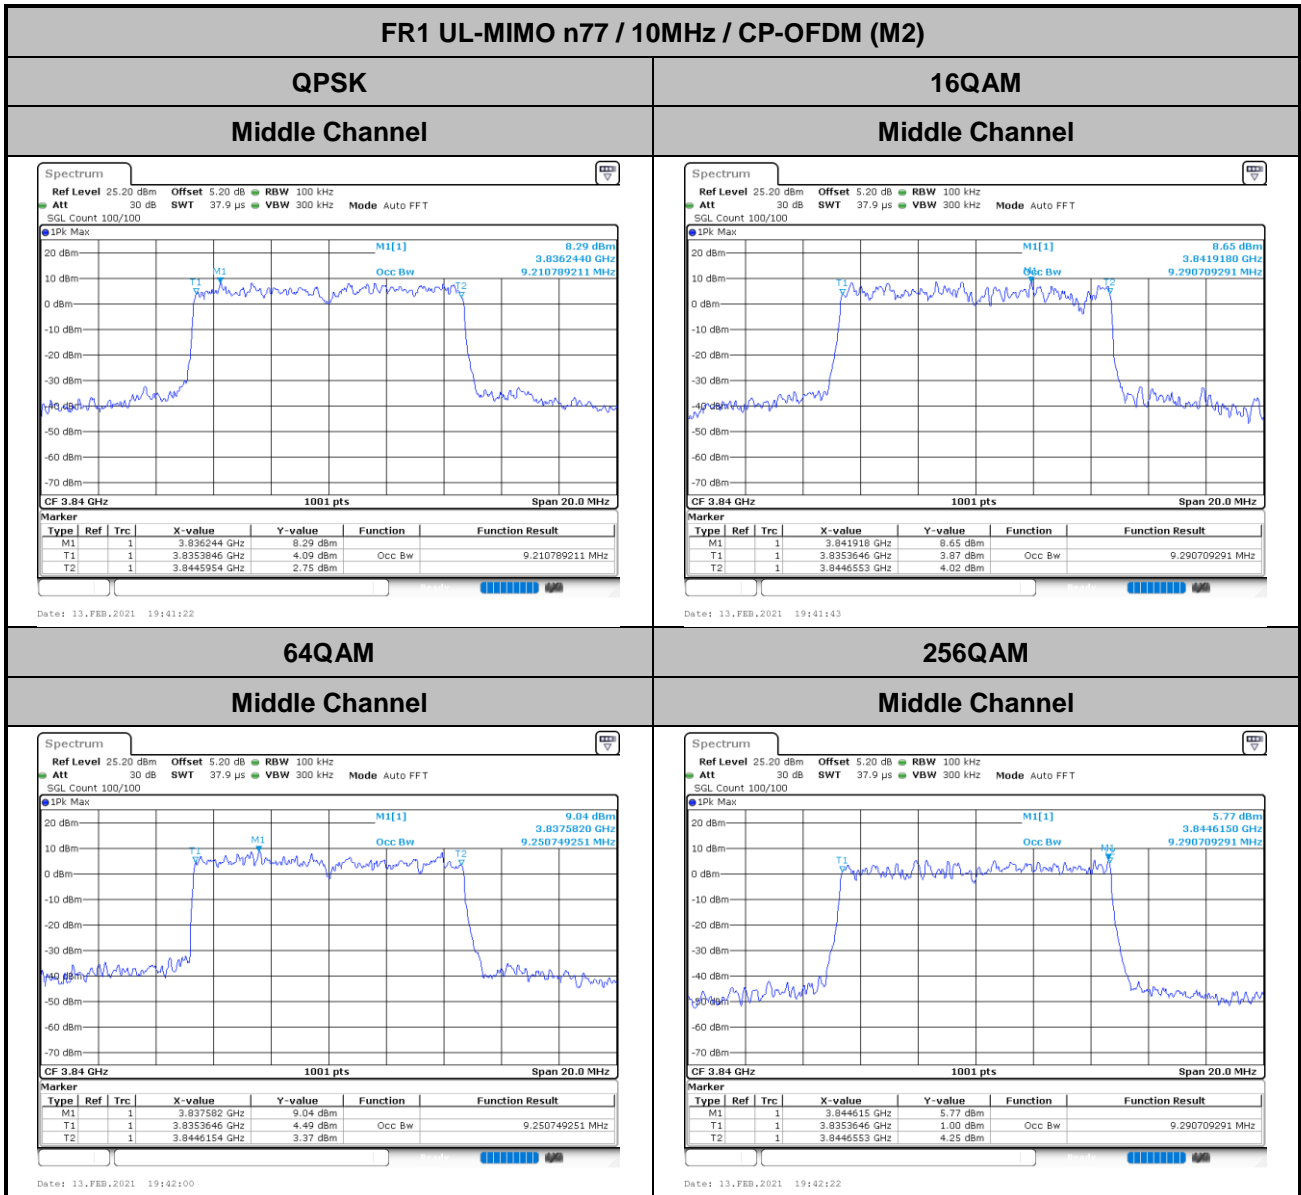 FR1 UL-MIMO n77 / 10MHz / CP-OFDM (M2)
QPSK
16QAM
Middle Channel
Middle Channel
Spectrum
Ref Level 25.20 dBm Offset 5.20 dB RBW 100 kHz
Att 30 dB SWT 37.9 µs VBW 300 kHz Mode Auto FFT
SGL Count 100/100
1Pk Max
M1[1] 8.29 dBm
3.8362440 GHz
Occ Bw 9.210789211 MHz
20 dBm
10 dBm
0 dBm
-10 dBm
-20 dBm
-30 dBm
-40 dBm
-50 dBm
-60 dBm
-70 dBm
T1
M1
T2
CF 3.84 GHz 1001 pts Span 20.0 MHz
Marker
Type Ref Trc X-value Y-value Function Function Result
M1 1 3.836244 GHz 8.29 dBm
T1 1 3.8353846 GHz 4.09 dBm Occ Bw 9.210789211 MHz
T2 1 3.8445954 GHz 2.75 dBm
Date: 13.FEB.2021 19:41:22
Spectrum
Ref Level 25.20 dBm Offset 5.20 dB RBW 100 kHz
Att 30 dB SWT 37.9 µs VBW 300 kHz Mode Auto FFT
SGL Count 100/100
1Pk Max
M1[1] 8.65 dBm
3.8419180 GHz
Occ Bw 9.290709291 MHz
20 dBm
10 dBm
0 dBm
-10 dBm
-20 dBm
-30 dBm
-40 dBm
-50 dBm
-60 dBm
-70 dBm
T1
M1
T2
CF 3.84 GHz 1001 pts Span 20.0 MHz
Marker
Type Ref Trc X-value Y-value Function Function Result
M1 1 3.841918 GHz 8.65 dBm
T1 1 3.8353646 GHz 3.87 dBm Occ Bw 9.290709291 MHz
T2 1 3.8446553 GHz 4.02 dBm
Date: 13.FEB.2021 19:41:43
64QAM
256QAM
Middle Channel
Middle Channel
Spectrum
Ref Level 25.20 dBm Offset 5.20 dB RBW 100 kHz
Att 30 dB SWT 37.9 µs VBW 300 kHz Mode Auto FFT
SGL Count 100/100
1Pk Max
M1[1] 9.04 dBm
3.8375820 GHz
Occ Bw 9.250749251 MHz
20 dBm
10 dBm
0 dBm
-10 dBm
-20 dBm
-30 dBm
-40 dBm
-50 dBm
-60 dBm
-70 dBm
T1
M1
T2
CF 3.84 GHz 1001 pts Span 20.0 MHz
Marker
Type Ref Trc X-value Y-value Function Function Result
M1 1 3.837582 GHz 9.04 dBm
T1 1 3.8353646 GHz 4.49 dBm Occ Bw 9.250749251 MHz
T2 1 3.8446154 GHz 3.37 dBm
Date: 13.FEB.2021 19:42:00
Spectrum
Ref Level 25.20 dBm Offset 5.20 dB RBW 100 kHz
Att 30 dB SWT 37.9 µs VBW 300 kHz Mode Auto FFT
SGL Count 100/100
1Pk Max
M1[1] 5.77 dBm
3.8446150 GHz
Occ Bw 9.290709291 MHz
20 dBm
10 dBm
0 dBm
-10 dBm
-20 dBm
-30 dBm
-40 dBm
-50 dBm
-60 dBm
-70 dBm
T1
M1
CF 3.84 GHz 1001 pts Span 20.0 MHz
Marker
Type Ref Trc X-value Y-value Function Function Result
M1 1 3.844615 GHz 5.77 dBm
T1 1 3.8353646 GHz 1.00 dBm Occ Bw 9.290709291 MHz
T2 1 3.8446553 GHz 4.25 dBm
Date: 13.FEB.2021 19:42:22